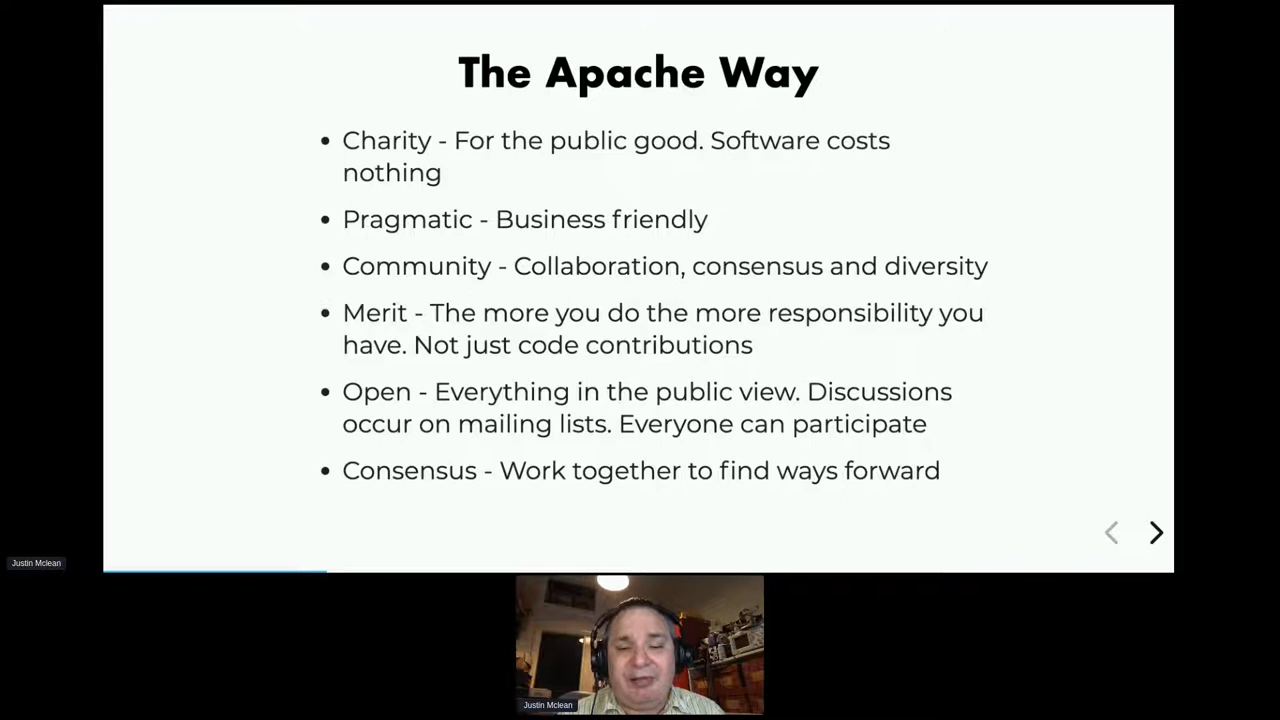 The Apache Way
• Charity - For the public good. Software costs
nothing
• Pragmatic - Business friendly
• Community - Collaboration, consensus and diversity
• Merit - The more you do the more responsibility you
have. Not just code contributions
• Open - Everything in the public view. Discussions
occur on mailing lists. Everyone can participate
• Consensus - Work together to find ways forward
Justin Mclean
Justin Mclean